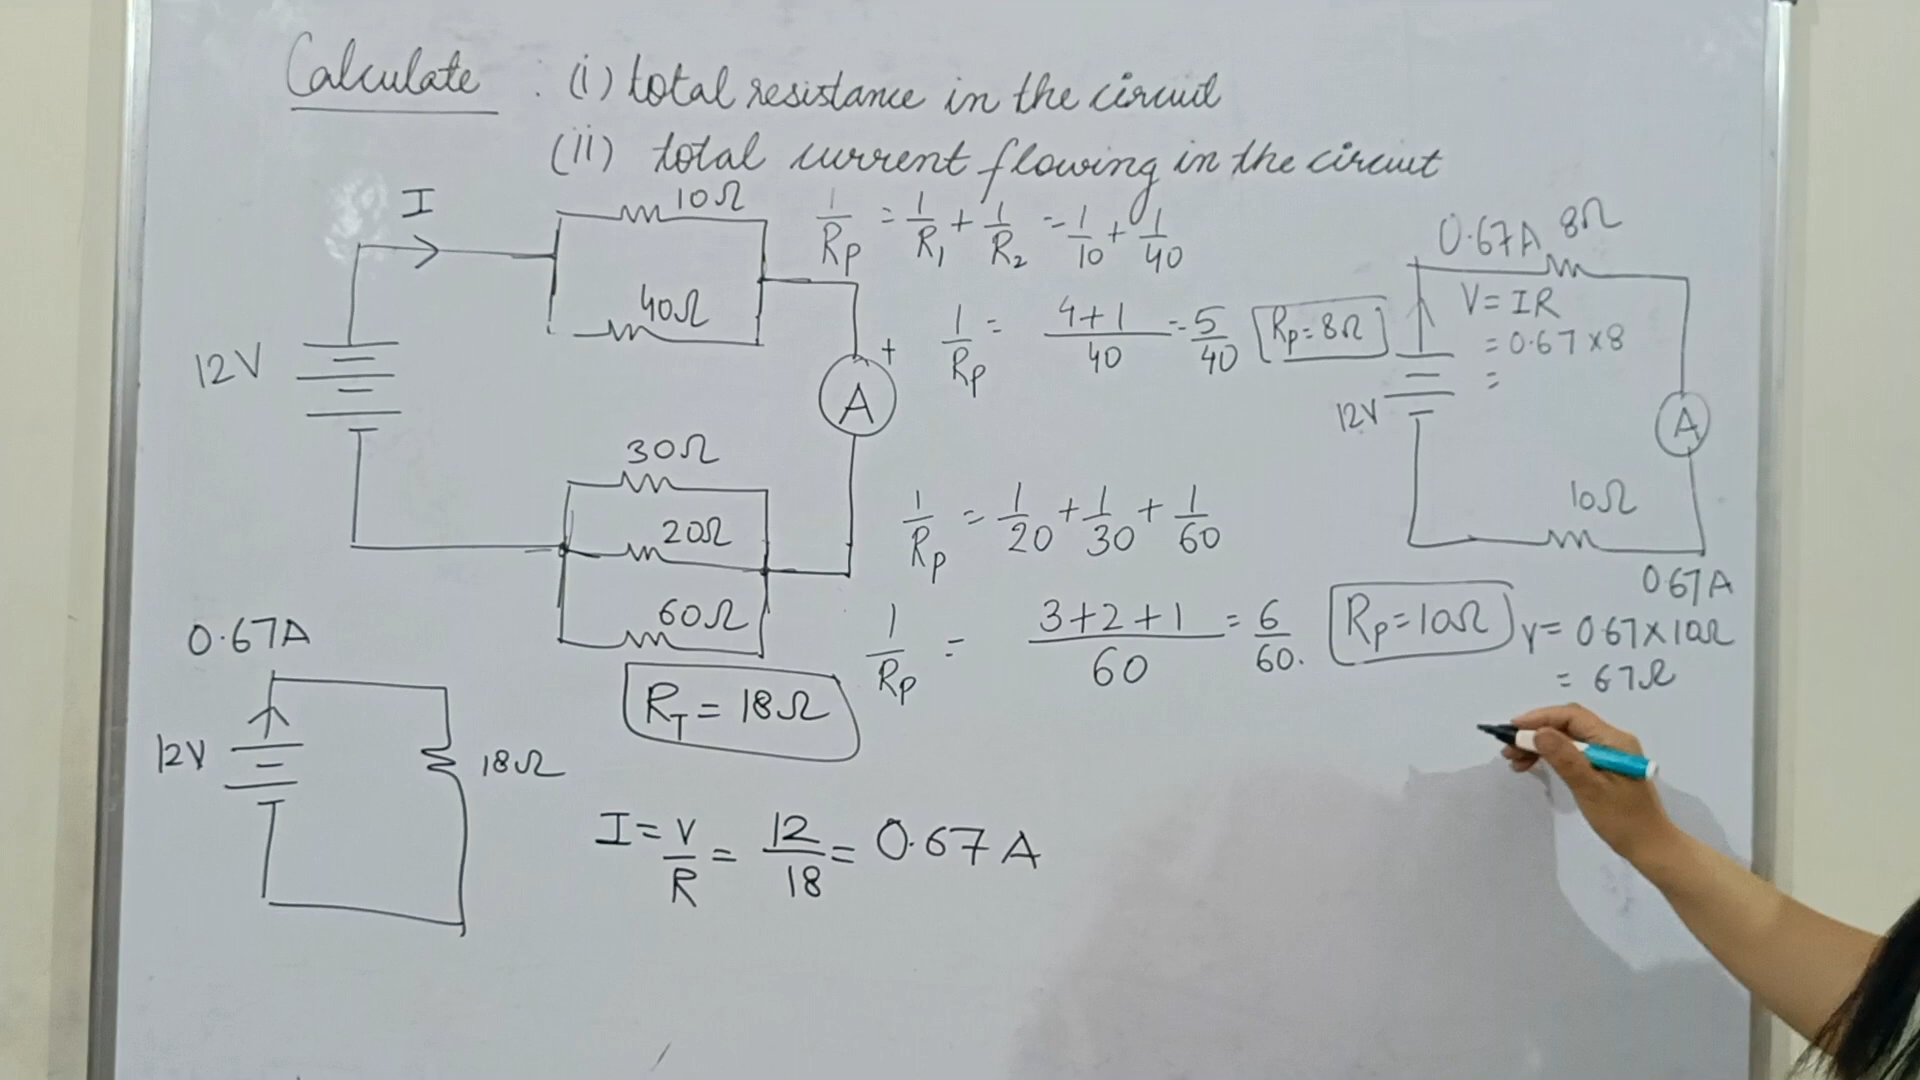 Calculate : (i) total resistance in the circuit
(ii) total current flowing in the circuit
I
10Ω
40Ω
12V
+
A
30Ω
20Ω
60Ω
1/Rp = 1/R1 + 1/R2 = 1/10 + 1/40
1/Rp = 4+1/40 = 5/40 Rp=8Ω
1/Rp = 1/20 + 1/30 + 1/60
1/Rp = 3+2+1/60 = 6/60. Rp=10Ω
0.67A 8Ω
V=IR
=0.67×8
=
12V
A
10Ω
0.67A
V= 0.67×10Ω
= 67Ω
RT = 18Ω
0.67A
12V
18Ω
I = V/R = 12/18 = 0.67 A